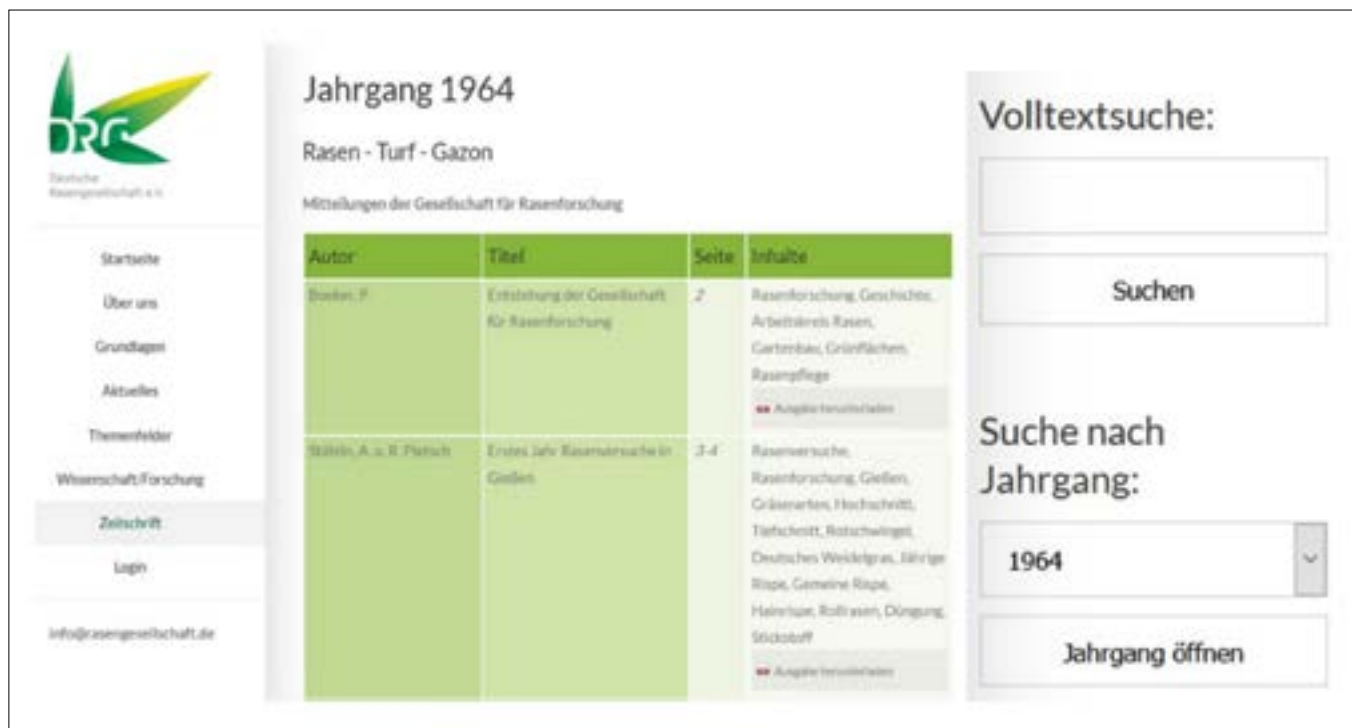 DRG
Deutsche
Rasengesellschaft e.V.
Startseite
Über uns
Grundlagen
Aktuelles
Themenfelder
Wissenschaft/Forschung
Zeitschrift
Login
info@rasengesellschaft.de
Jahrgang 1964
Rasen - Turf - Gazon
Mitteilungen der Gesellschaft für Rasenforschung
Autor Titel Seite Inhalte
Boeker, P. Entstehung der Gesellschaft
für Rasenforschung
2
Rasenforschung, Geschichte,
Arbeitskreis Rasen,
Gartenbau, Grünflächen,
Rasenpflege
Ausgabe herunterladen
Stählin, A. u. R. Pietsch Erstes Jahr Rasenversuche in
Gießen
3-4
Rasenversuche,
Rasenforschung, Gießen,
Gräserarten, Hochschnitt,
Tiefschnitt, Rotschwingel,
Deutsches Weidelgras, Jährige
Rispe, Gemeine Rispe,
Hainrispe, Rollrasen, Düngung,
Stickstoff
Ausgabe herunterladen
Volltextsuche:
Suchen
Suche nach
Jahrgang:
1964
Jahrgang öffnen